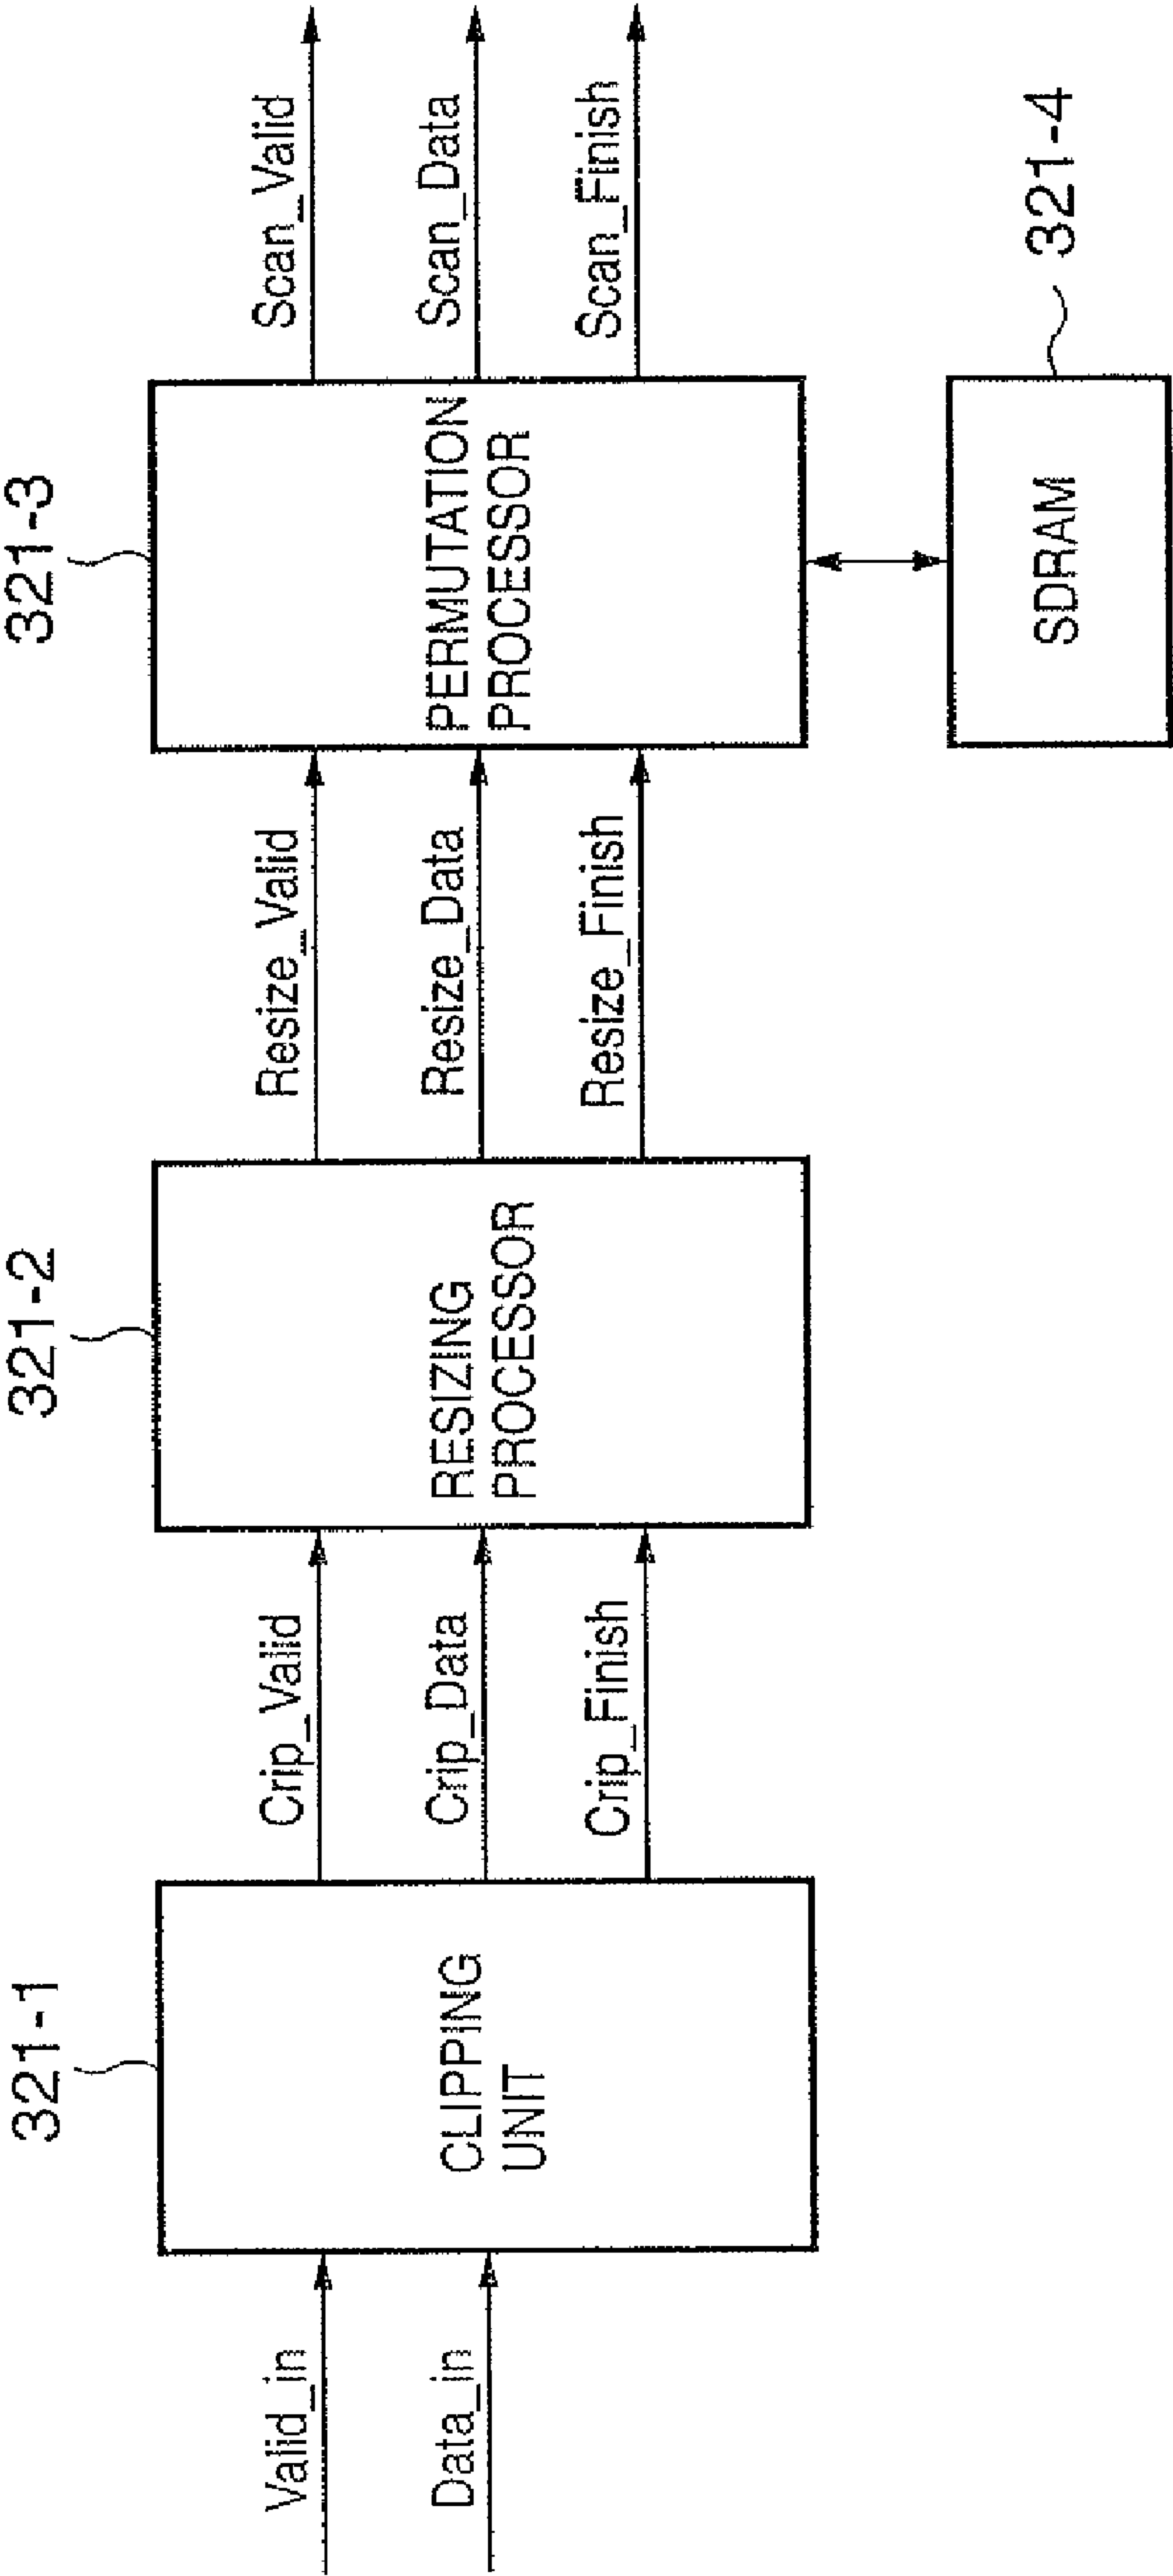 321-1
321-2
321-3
Valid_in
Crip_Valid
Resize_Valid
Scan_Valid
Data_in
CLIPPING
UNIT
Crip_Data
RESIZING
PROCESSOR
Resize_Data
PERMUTATION
PROCESSOR
Scan_Data
Crip_Finish
Resize_Finish
Scan_Finish
SDRAM
321-4